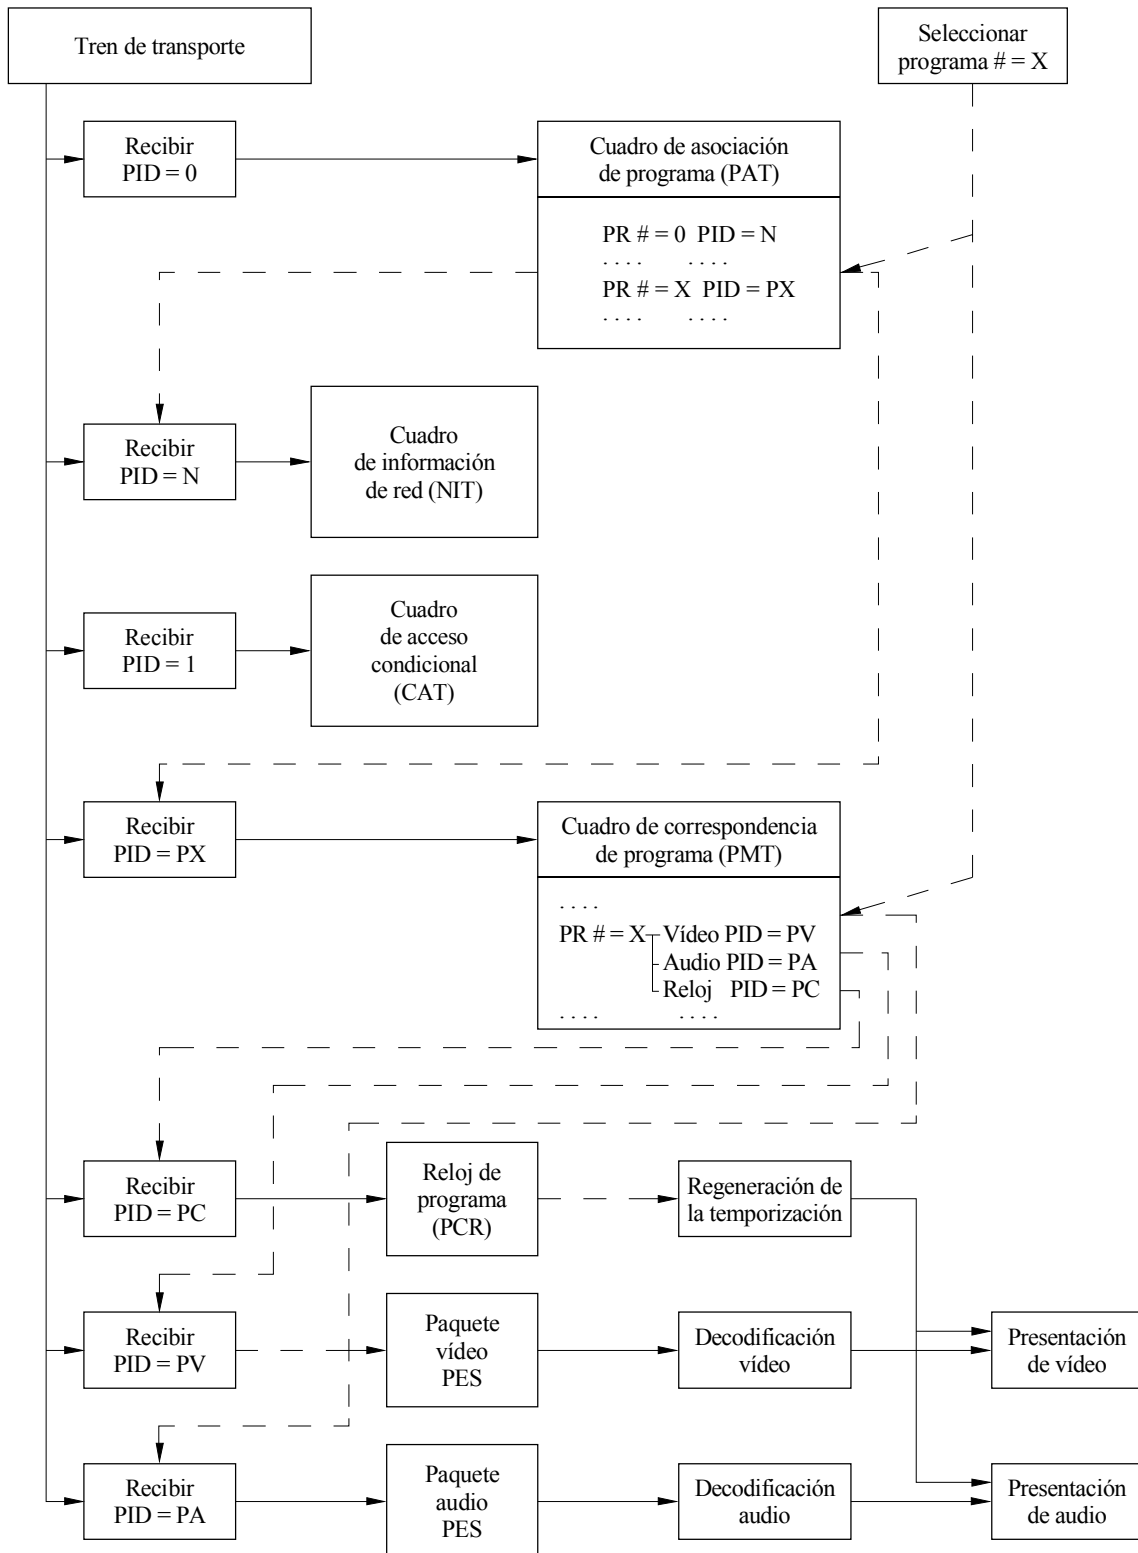 Tren de transporte
Seleccionar
programa # = X
Recibir
PID = 0
Cuadro de asociación
de programa (PAT)
PR # = 0 PID = N
. . . . . . . .
PR # = X PID = PX
. . . . . . . .
Recibir
PID = N
Cuadro
de información
de red (NIT)
Recibir
PID = 1
Cuadro
de acceso
condicional
(CAT)
Recibir
PID = PX
Cuadro de correspondencia
de programa (PMT)
. . . .
PR # = X Vídeo PID = PV
Audio PID = PA
Reloj PID = PC
. . . . . . . .
Recibir
PID = PC
Reloj de
programa
(PCR)
Regeneración de
la temporización
Recibir
PID = PV
Paquete
vídeo
PES
Decodificación
vídeo
Presentación
de vídeo
Recibir
PID = PA
Paquete
audio
PES
Decodificación
audio
Presentación
de audio